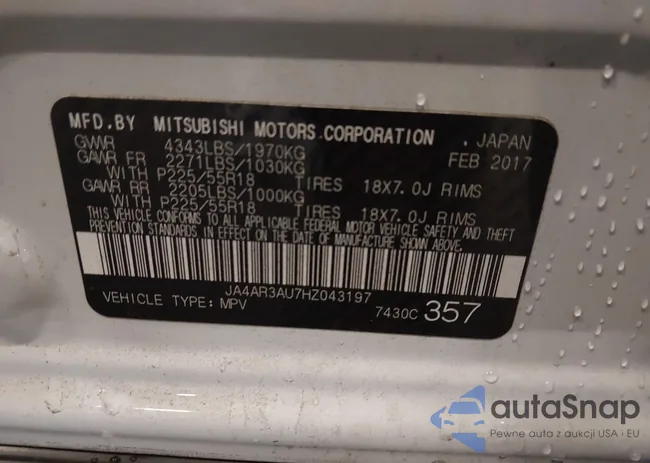 MFD.BY MITSUBISHI MOTORS CORPORATION . JAPAN
GVWR 4343LBS/1970KG FEB 2017
GAWR FR 2271LBS/1030KG
WITH P225/55R18 TIRES 18X7.0J RIMS
GAWR RR 2205LBS/1000KG
WITH P225/55R18 TIRES 18X7.0J RIMS
THIS VEHICLE CONFORMS TO ALL APPLICABLE FEDERAL MOTOR VEHICLE SAFETY AND THEFT
PREVENTION STANDARDS IN EFFECT ON THE DATE OF MANUFACTURE SHOWN ABOVE.
JA4AR3AU7HZ043197
VEHICLE TYPE: MPV 7430C 357
autaSnap
Pewne auta z aukcji USA i EU